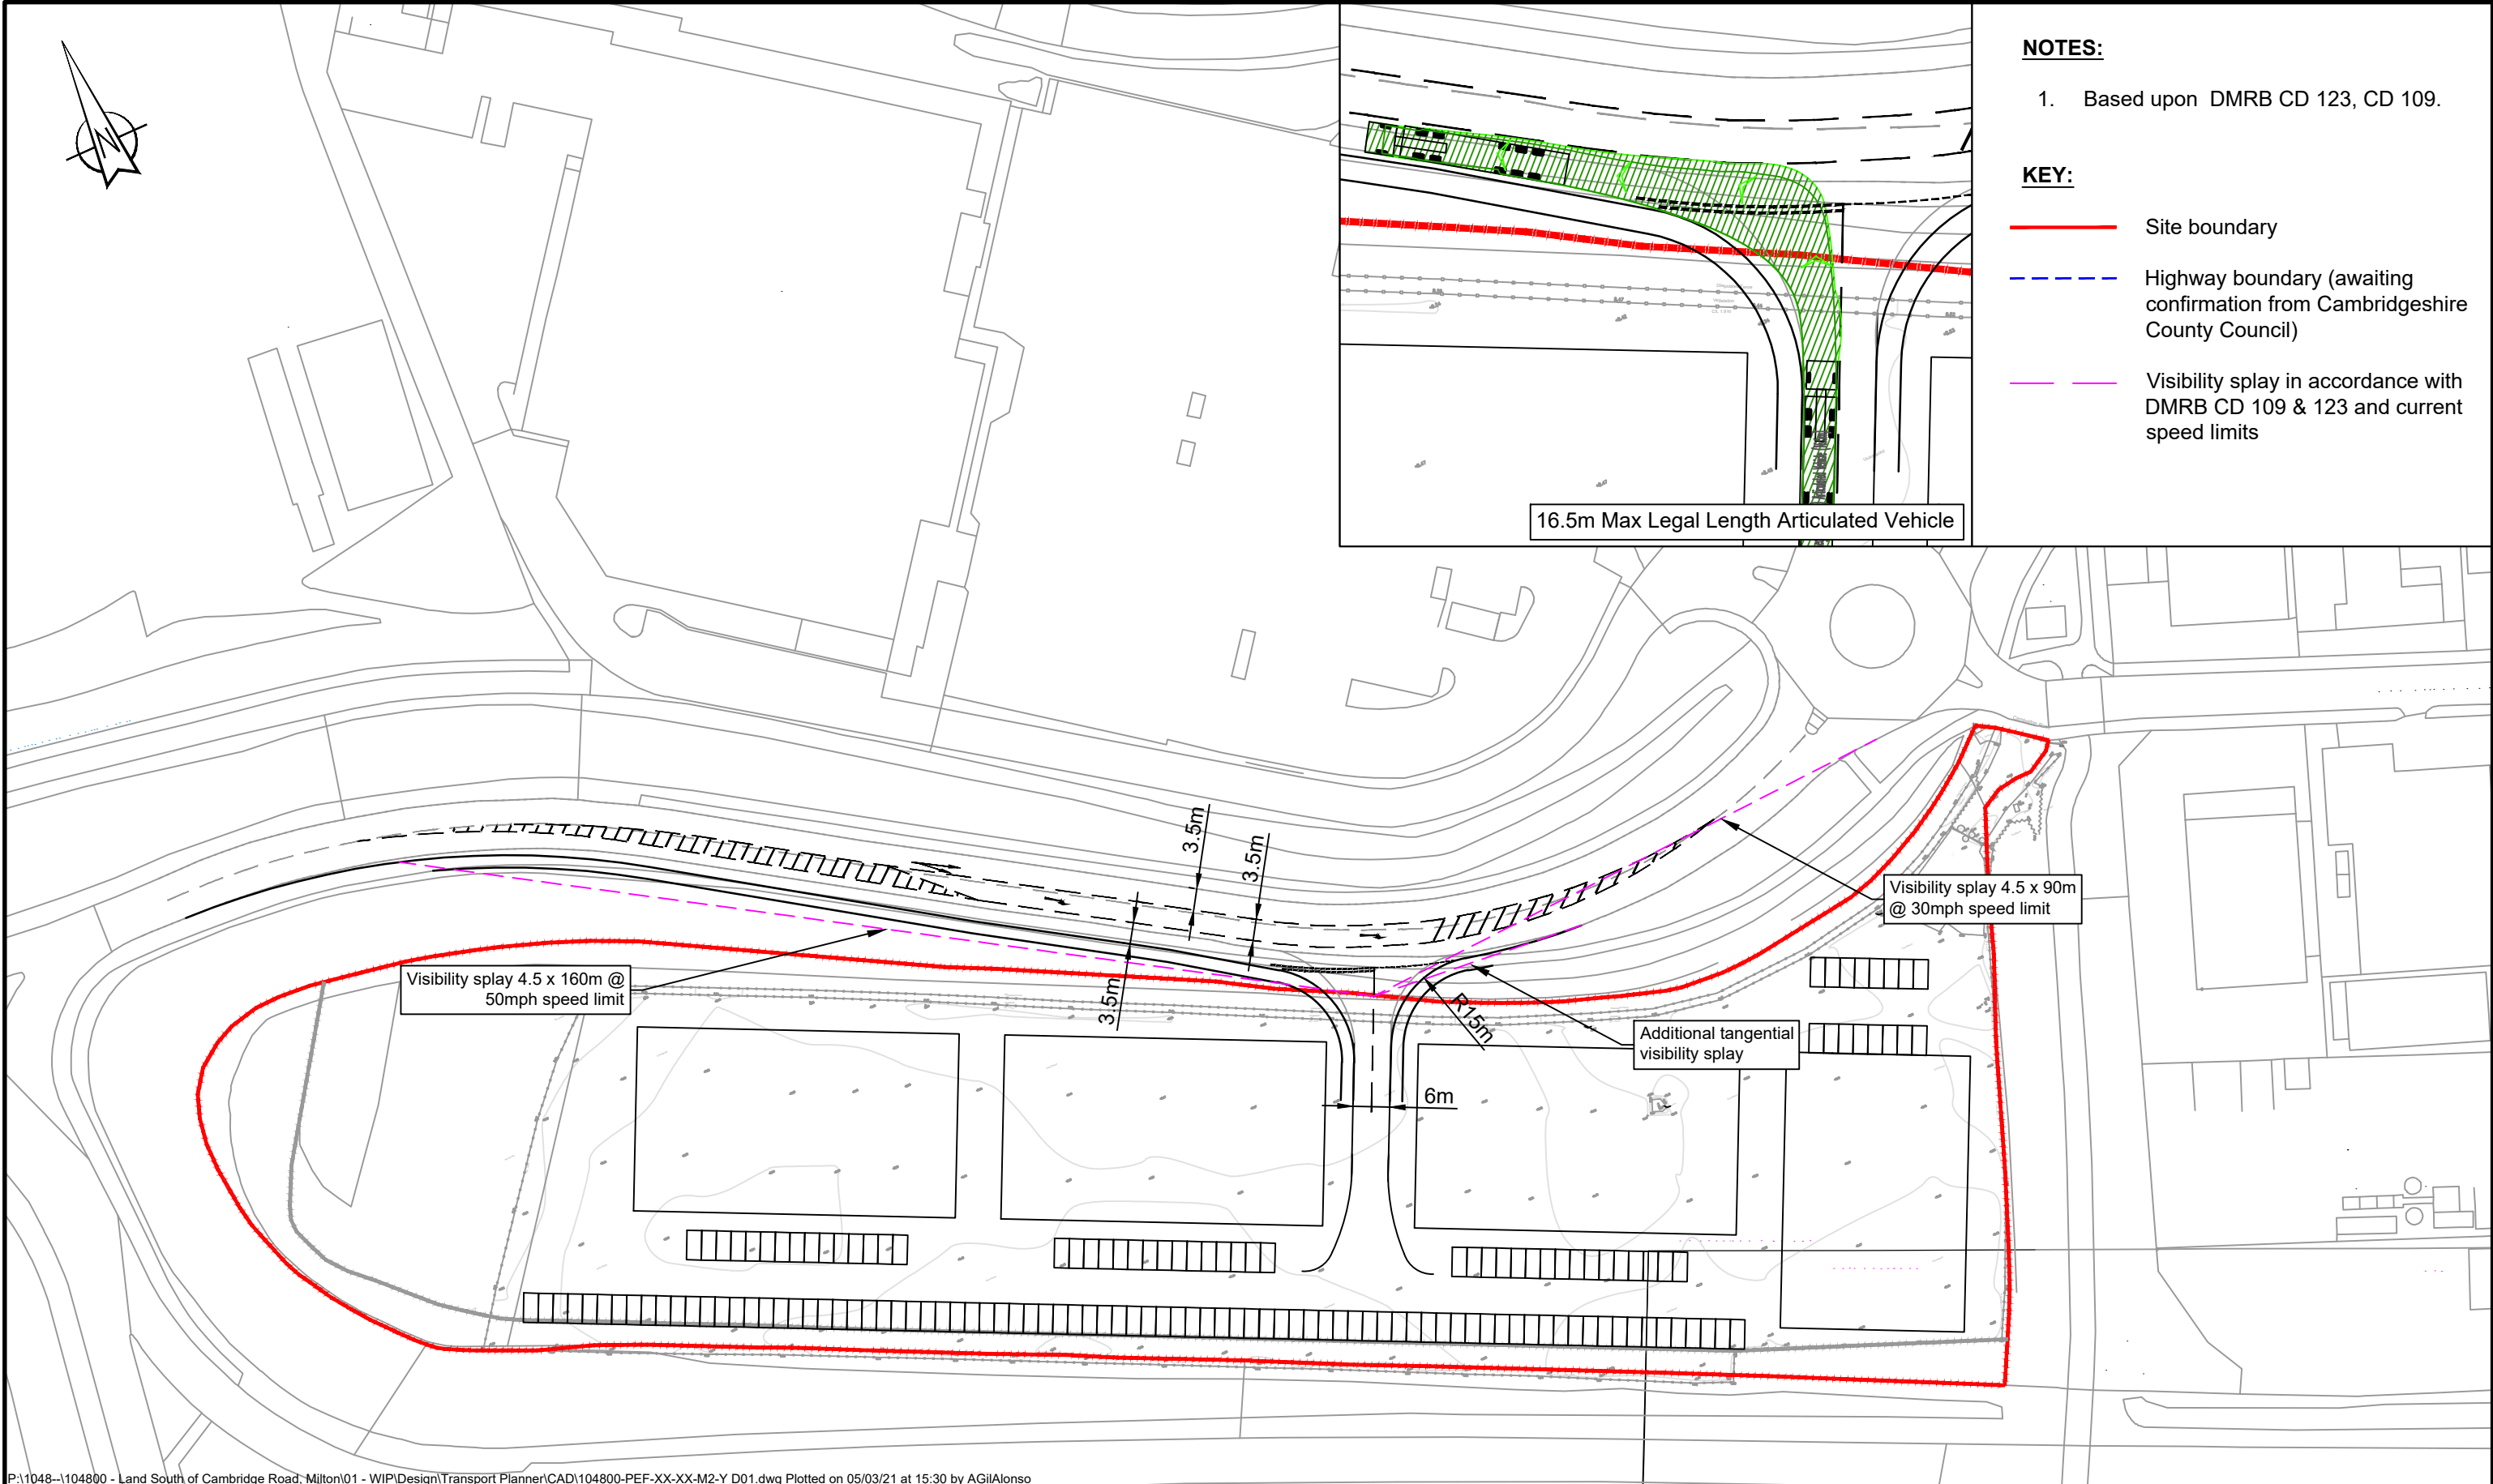 N
NOTES:
1. Based upon DMRB CD 123, CD 109.
KEY:
Site boundary
Highway boundary (awaiting
confirmation from Cambridgeshire
County Council)
Visibility splay in accordance with
DMRB CD 109 & 123 and current
speed limits
16.5m Max Legal Length Articulated Vehicle
3.5m
3.5m
3.5m
Visibility splay 4.5 x 90m
@ 30mph speed limit
Visibility splay 4.5 x 160m @
50mph speed limit
R15m
Additional tangential
visibility splay
6m
P:\1048--\104800 - Land South of Cambridge Road, Milton\01 - WIP\Design\Transport Planner\CAD\104800-PEF-XX-XX-M2-Y D01.dwg Plotted on 05/03/21 at 15:30 by AGilAlonso